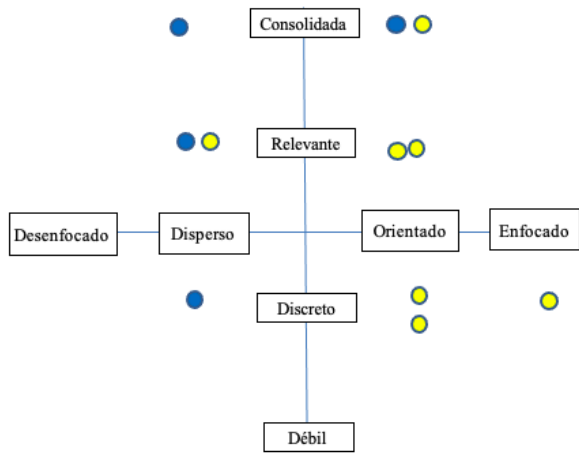 Consolidada
Relevante
Desenfocado
Disperso
Orientado
Enfocado
Discreto
Débil